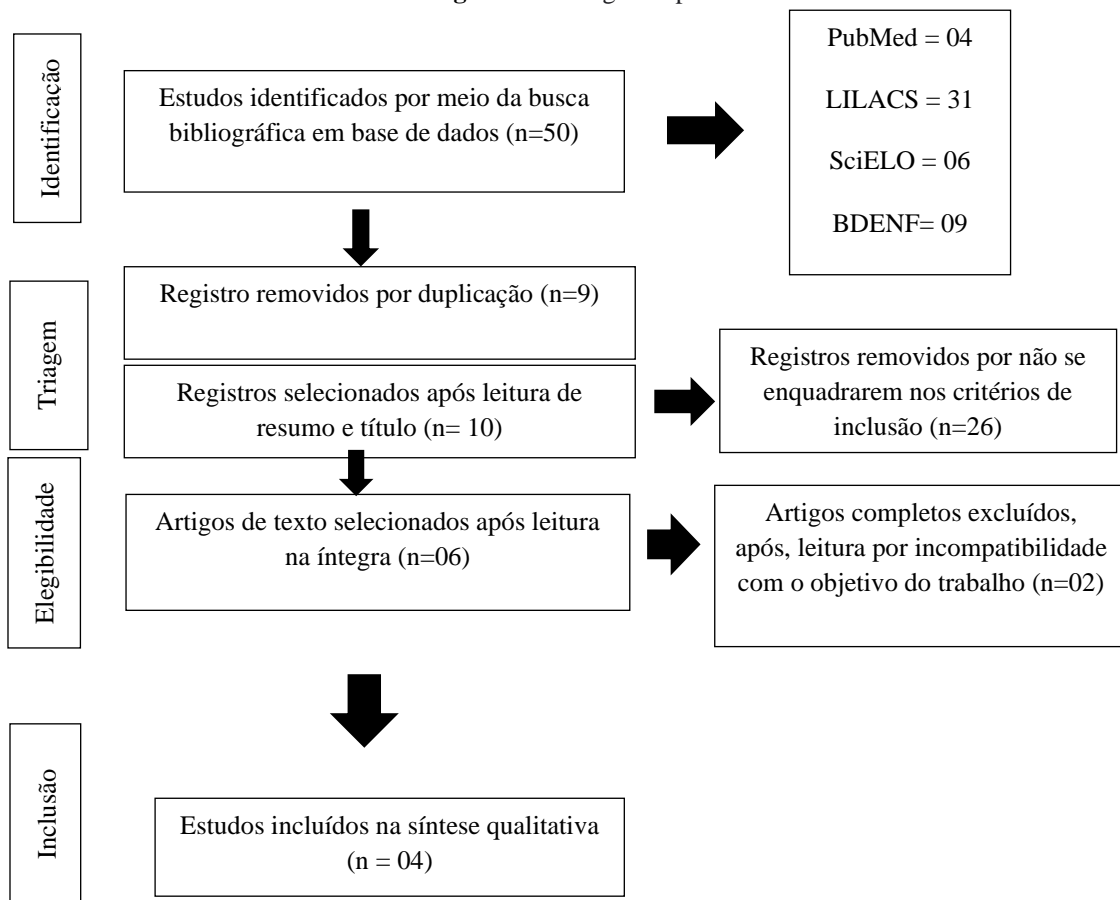 Identificação
Estudos identificados por meio da busca
bibliográfica em base de dados (n=50)
PubMed = 04
LILACS = 31
SciELO = 06
BDENF= 09
Triagem
Registro removidos por duplicação (n=9)
Registros selecionados após leitura de
resumo e título (n= 10)
Registros removidos por não se
enquadrarem nos critérios de
inclusão (n=26)
Elegibilidade
Artigos de texto selecionados após leitura
na íntegra (n=06)
Artigos completos excluídos,
após, leitura por incompatibilidade
com o objetivo do trabalho (n=02)
Inclusão
Estudos incluídos na síntese qualitativa
(n = 04)